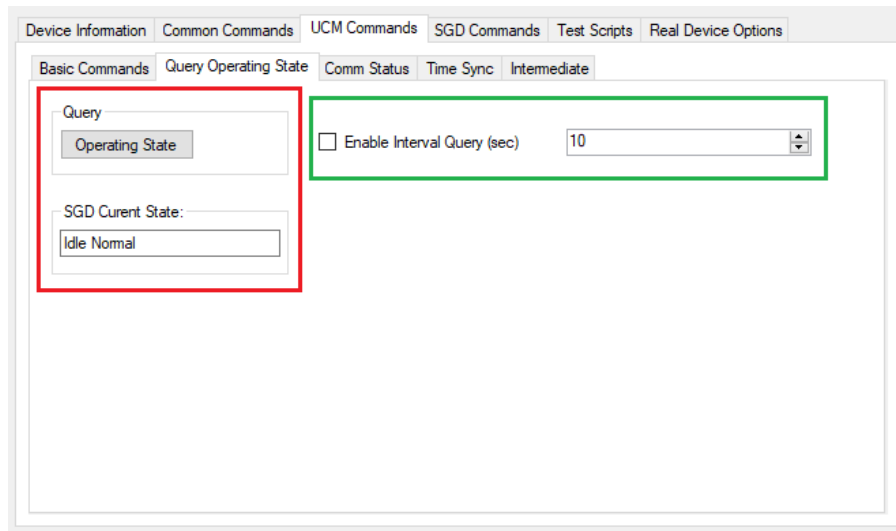 Device Information Common Commands UCM Commands SGD Commands Test Scripts Real Device Options
Basic Commands Query Operating State Comm Status Time Sync Intermediate
Query
Operating State
Enable Interval Query (sec) 10
SGD Curent State:
Idle Normal